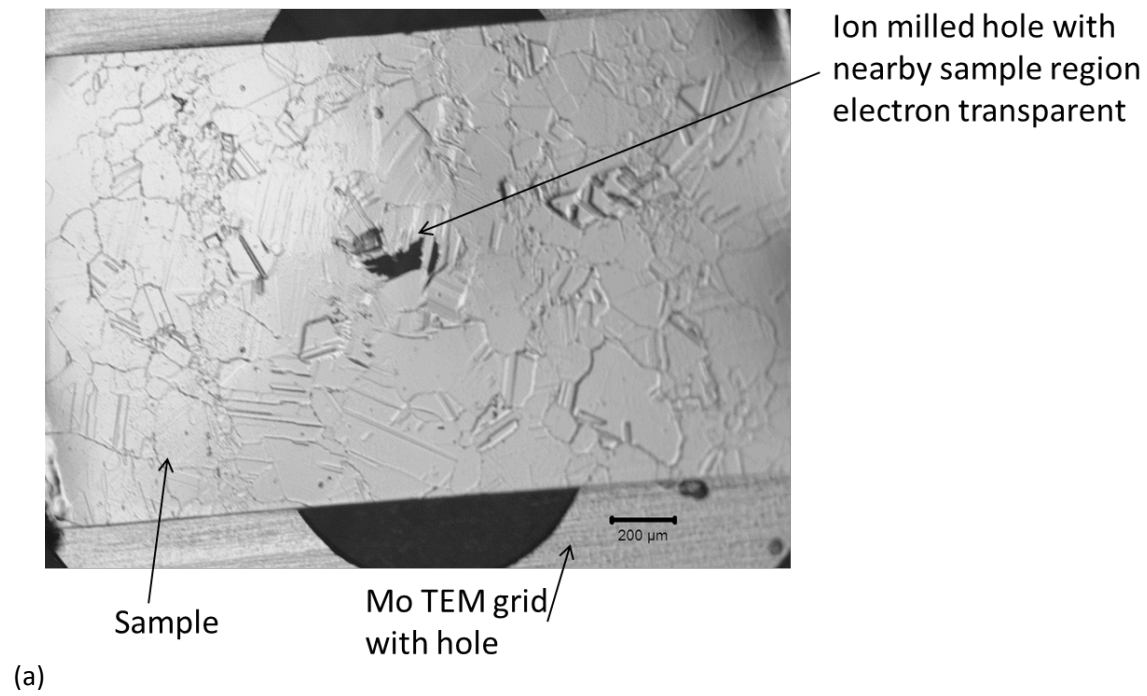 Ion milled hole with
nearby sample region
electron transparent
200 µm
Sample
Mo TEM grid
with hole
(a)